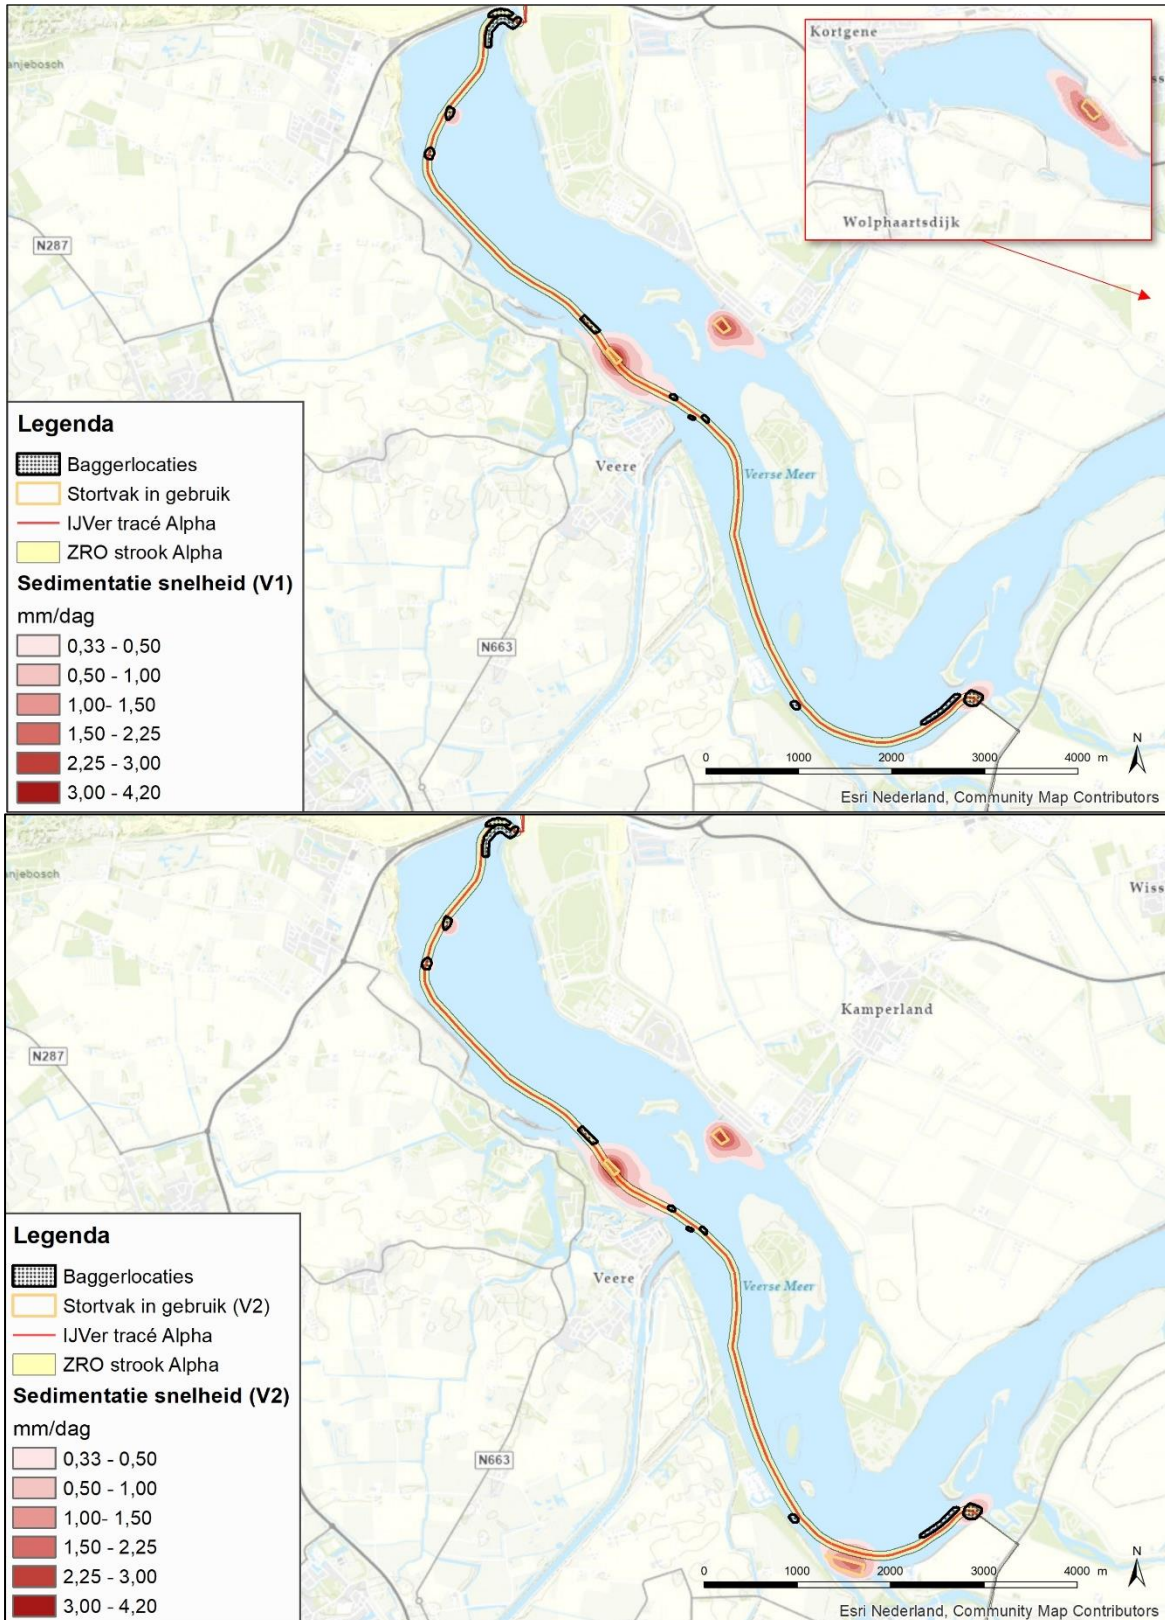 Kortgene
Wolphaartsdijk
N287
Veere
Veerse Meer
N663
Legenda
Baggerlocaties
Stortvak in gebruik
IJVer tracé Alpha
ZRO strook Alpha
Sedimentatie snelheid (V1)
mm/dag
0,33 - 0,50
0,50 - 1,00
1,00- 1,50
1,50 - 2,25
2,25 - 3,00
3,00 - 4,20
0 1000 2000 3000 4000 m
N
Esri Nederland, Community Map Contributors
anjebosch
Wiss
Kamperland
N287
Veere
Veerse Meer
N663
Legenda
Baggerlocaties
Stortvak in gebruik (V2)
IJVer tracé Alpha
ZRO strook Alpha
Sedimentatie snelheid (V2)
mm/dag
0,33 - 0,50
0,50 - 1,00
1,00- 1,50
1,50 - 2,25
2,25 - 3,00
3,00 - 4,20
0 1000 2000 3000 4000 m
N
Esri Nederland, Community Map Contributors